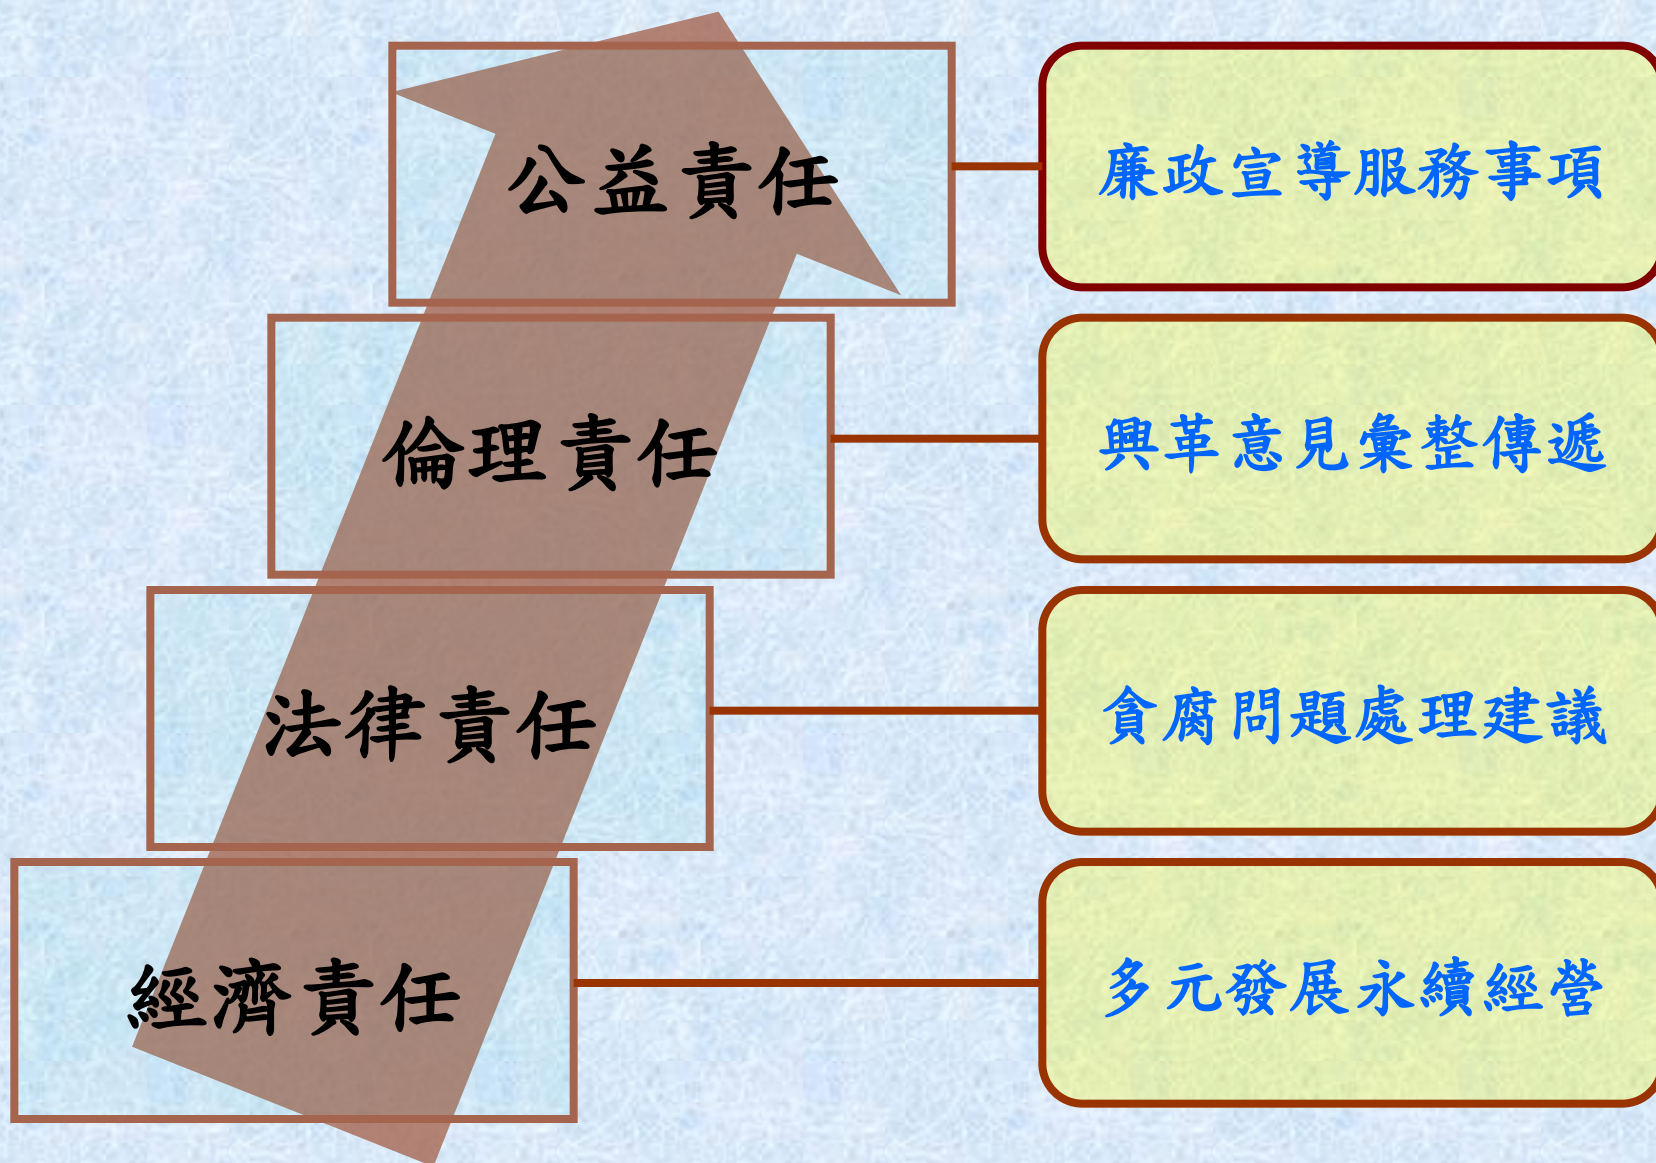 公益責任
廉政宣導服務事項
倫理責任
興革意見彙整傳遞
法律責任
貪腐問題處理建議
經濟責任
多元發展永續經營